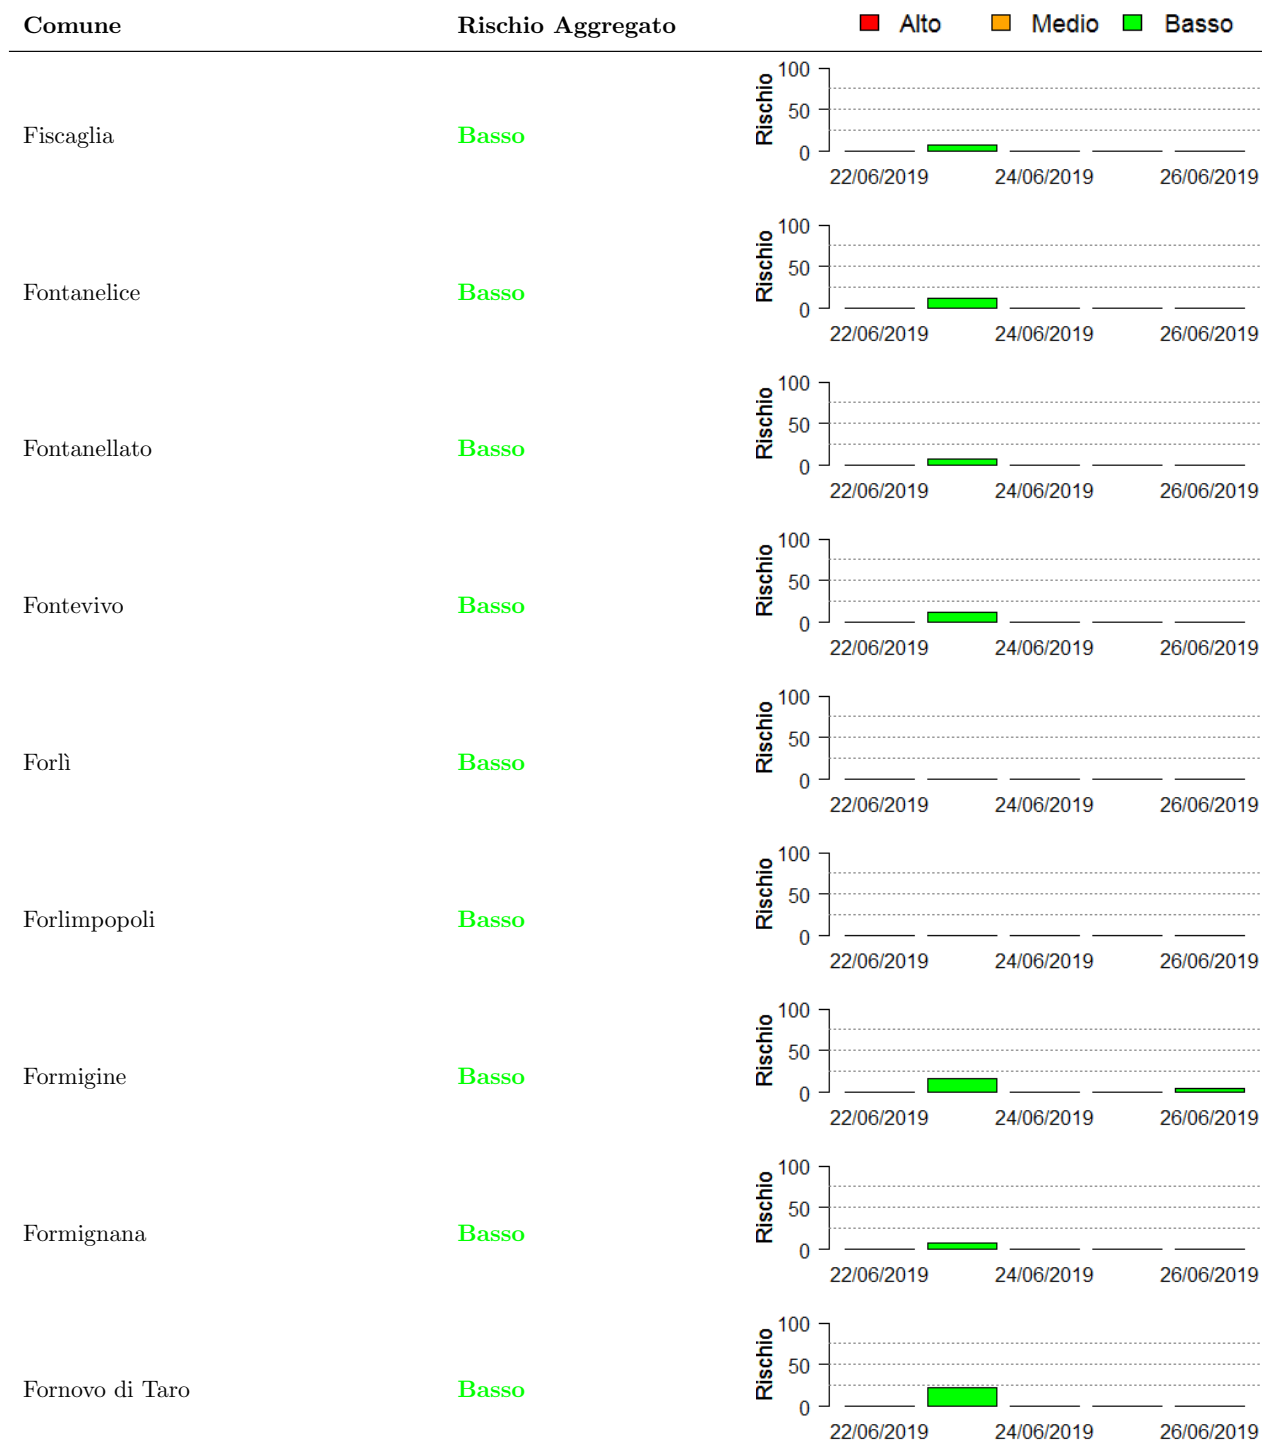 Comune Rischio Aggregato Alto Medio Basso
Fiscaglia Basso Rischio 100 50 0
22/06/2019 24/06/2019 26/06/2019
Fontanelice Basso Rischio 100 50 0
22/06/2019 24/06/2019 26/06/2019
Fontanellato Basso Rischio 100 50 0
22/06/2019 24/06/2019 26/06/2019
Fontevivo Basso Rischio 100 50 0
22/06/2019 24/06/2019 26/06/2019
Forlì Basso Rischio 100 50 0
22/06/2019 24/06/2019 26/06/2019
Forlimpopoli Basso Rischio 100 50 0
22/06/2019 24/06/2019 26/06/2019
Formigine Basso Rischio 100 50 0
22/06/2019 24/06/2019 26/06/2019
Formignana Basso Rischio 100 50 0
22/06/2019 24/06/2019 26/06/2019
Fornovo di Taro Basso Rischio 100 50 0
22/06/2019 24/06/2019 26/06/2019